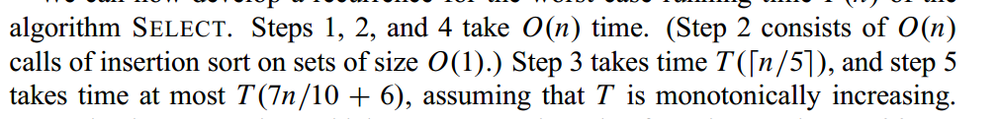 algorithm SELECT. Steps 1, 2, and 4 take O(n) time. (Step 2 consists of O(n)
calls of insertion sort on sets of size O(1).) Step 3 takes time T(⌈n/5⌉), and step 5
takes time at most T(7n/10 + 6), assuming that T is monotonically increasing.